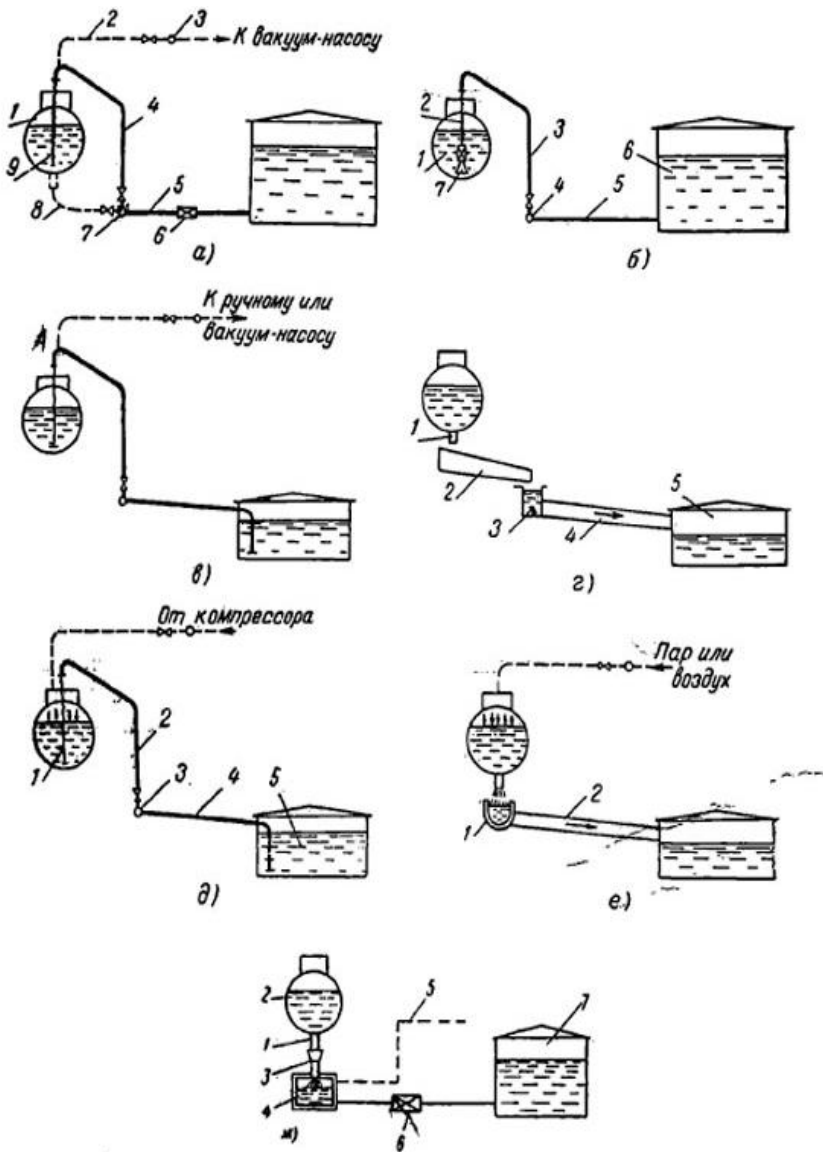 2
3
К вакуум-насосу
1
4
9
5
8
7
6
а)
2
3
1
7
4
5
6
б)
К ручному или
вакуум-насосу
А
в)
1
2
3
4
5
г)
От компрессора
1
2
3
4
5
д)
Пар или
воздух
1
2
е)
2
1
3
4
5
6
7
ж)